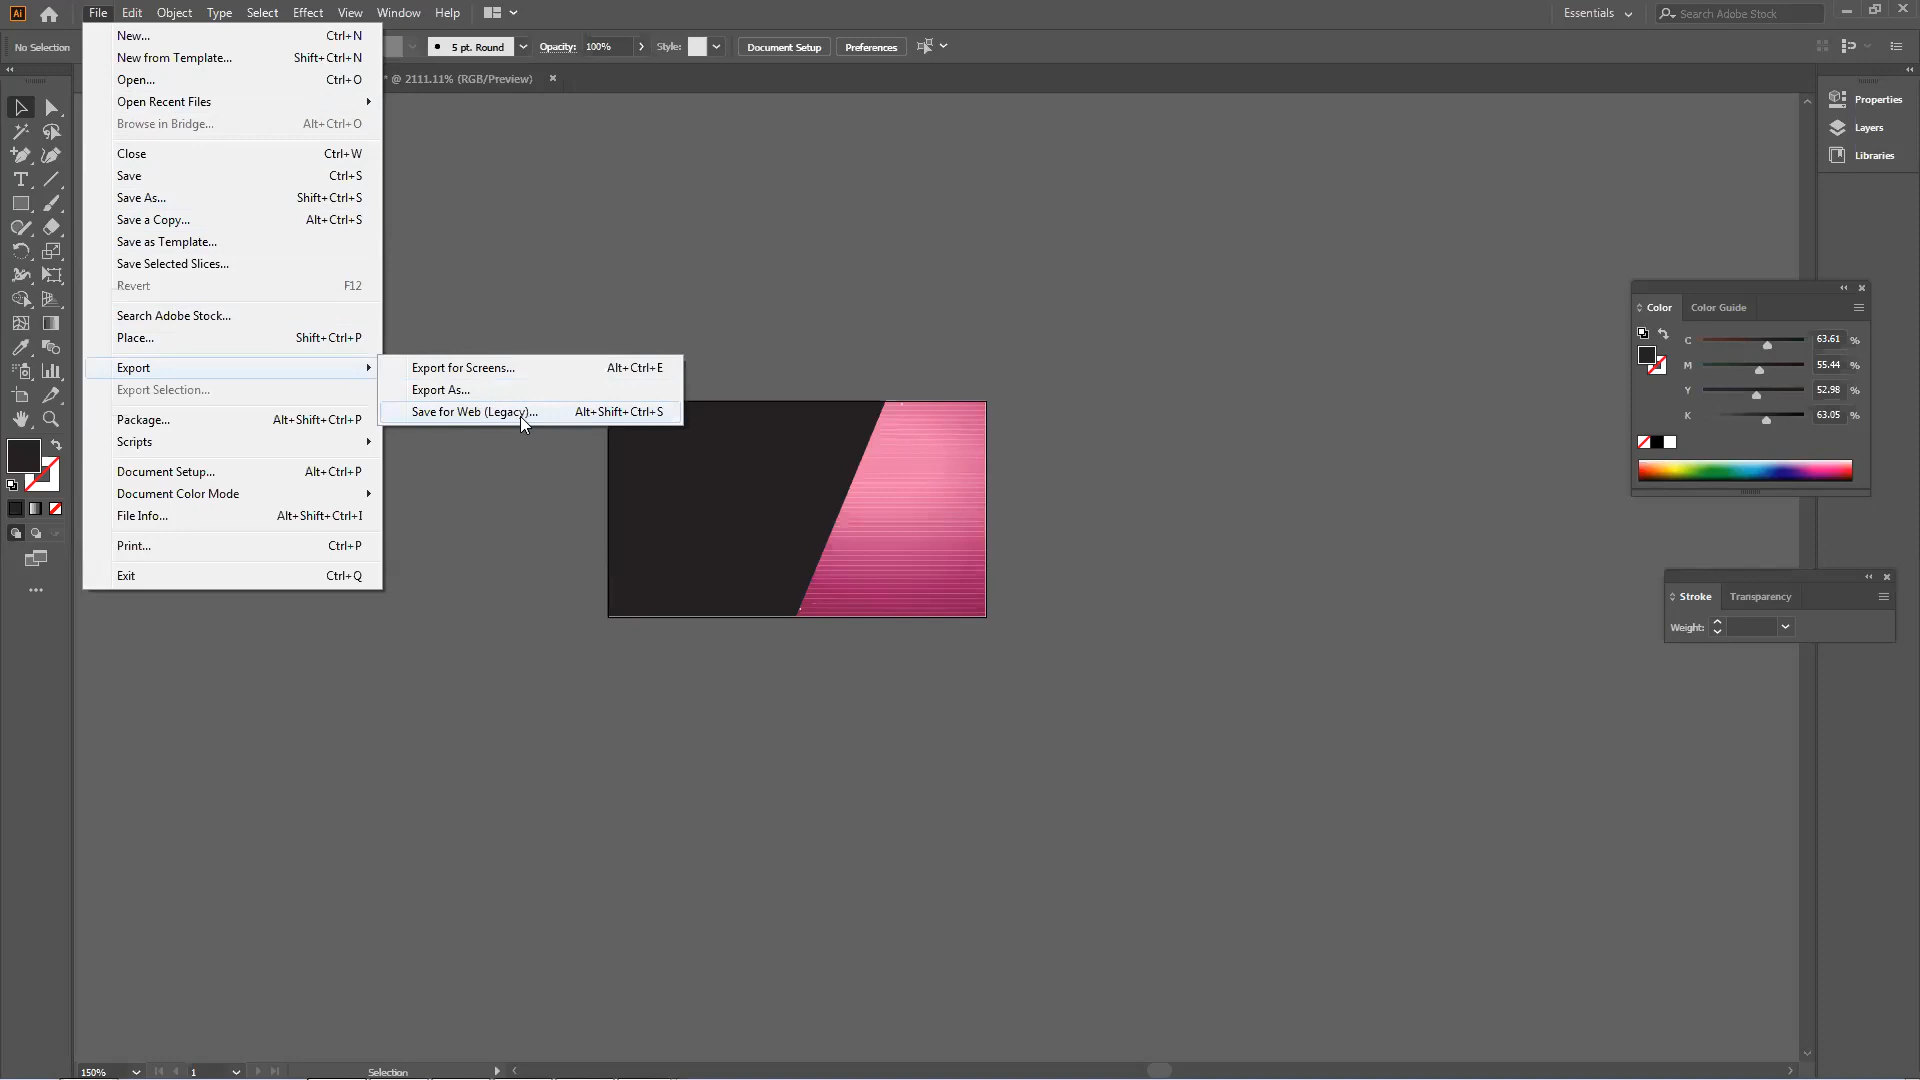 Ai File Edit Object Type Select Effect View Window Help Essentials Search Adobe Stock
No Selection 5 pt. Round Opacity: 100% Style: Document Setup Preferences
* @ 2111.11% (RGB/Preview)
New... Ctrl+N
New from Template... Shift+Ctrl+N
Open... Ctrl+O
Open Recent Files
Browse in Bridge... Alt+Ctrl+O
Close Ctrl+W
Save Ctrl+S
Save As... Shift+Ctrl+S
Save a Copy... Alt+Ctrl+S
Save as Template...
Save Selected Slices...
Revert F12
Search Adobe Stock...
Place... Shift+Ctrl+P
Export
Export Selection...
Package... Alt+Shift+Ctrl+P
Scripts
Document Setup... Alt+Ctrl+P
Document Color Mode
File Info... Alt+Shift+Ctrl+I
Print... Ctrl+P
Exit Ctrl+Q
Export for Screens... Alt+Ctrl+E
Export As...
Save for Web (Legacy)... Alt+Shift+Ctrl+S
Properties
Layers
Libraries
Color Color Guide
C 63.61 %
M 55.44 %
Y 52.98 %
K 63.05 %
Stroke Transparency
Weight:
150% 1 Selection